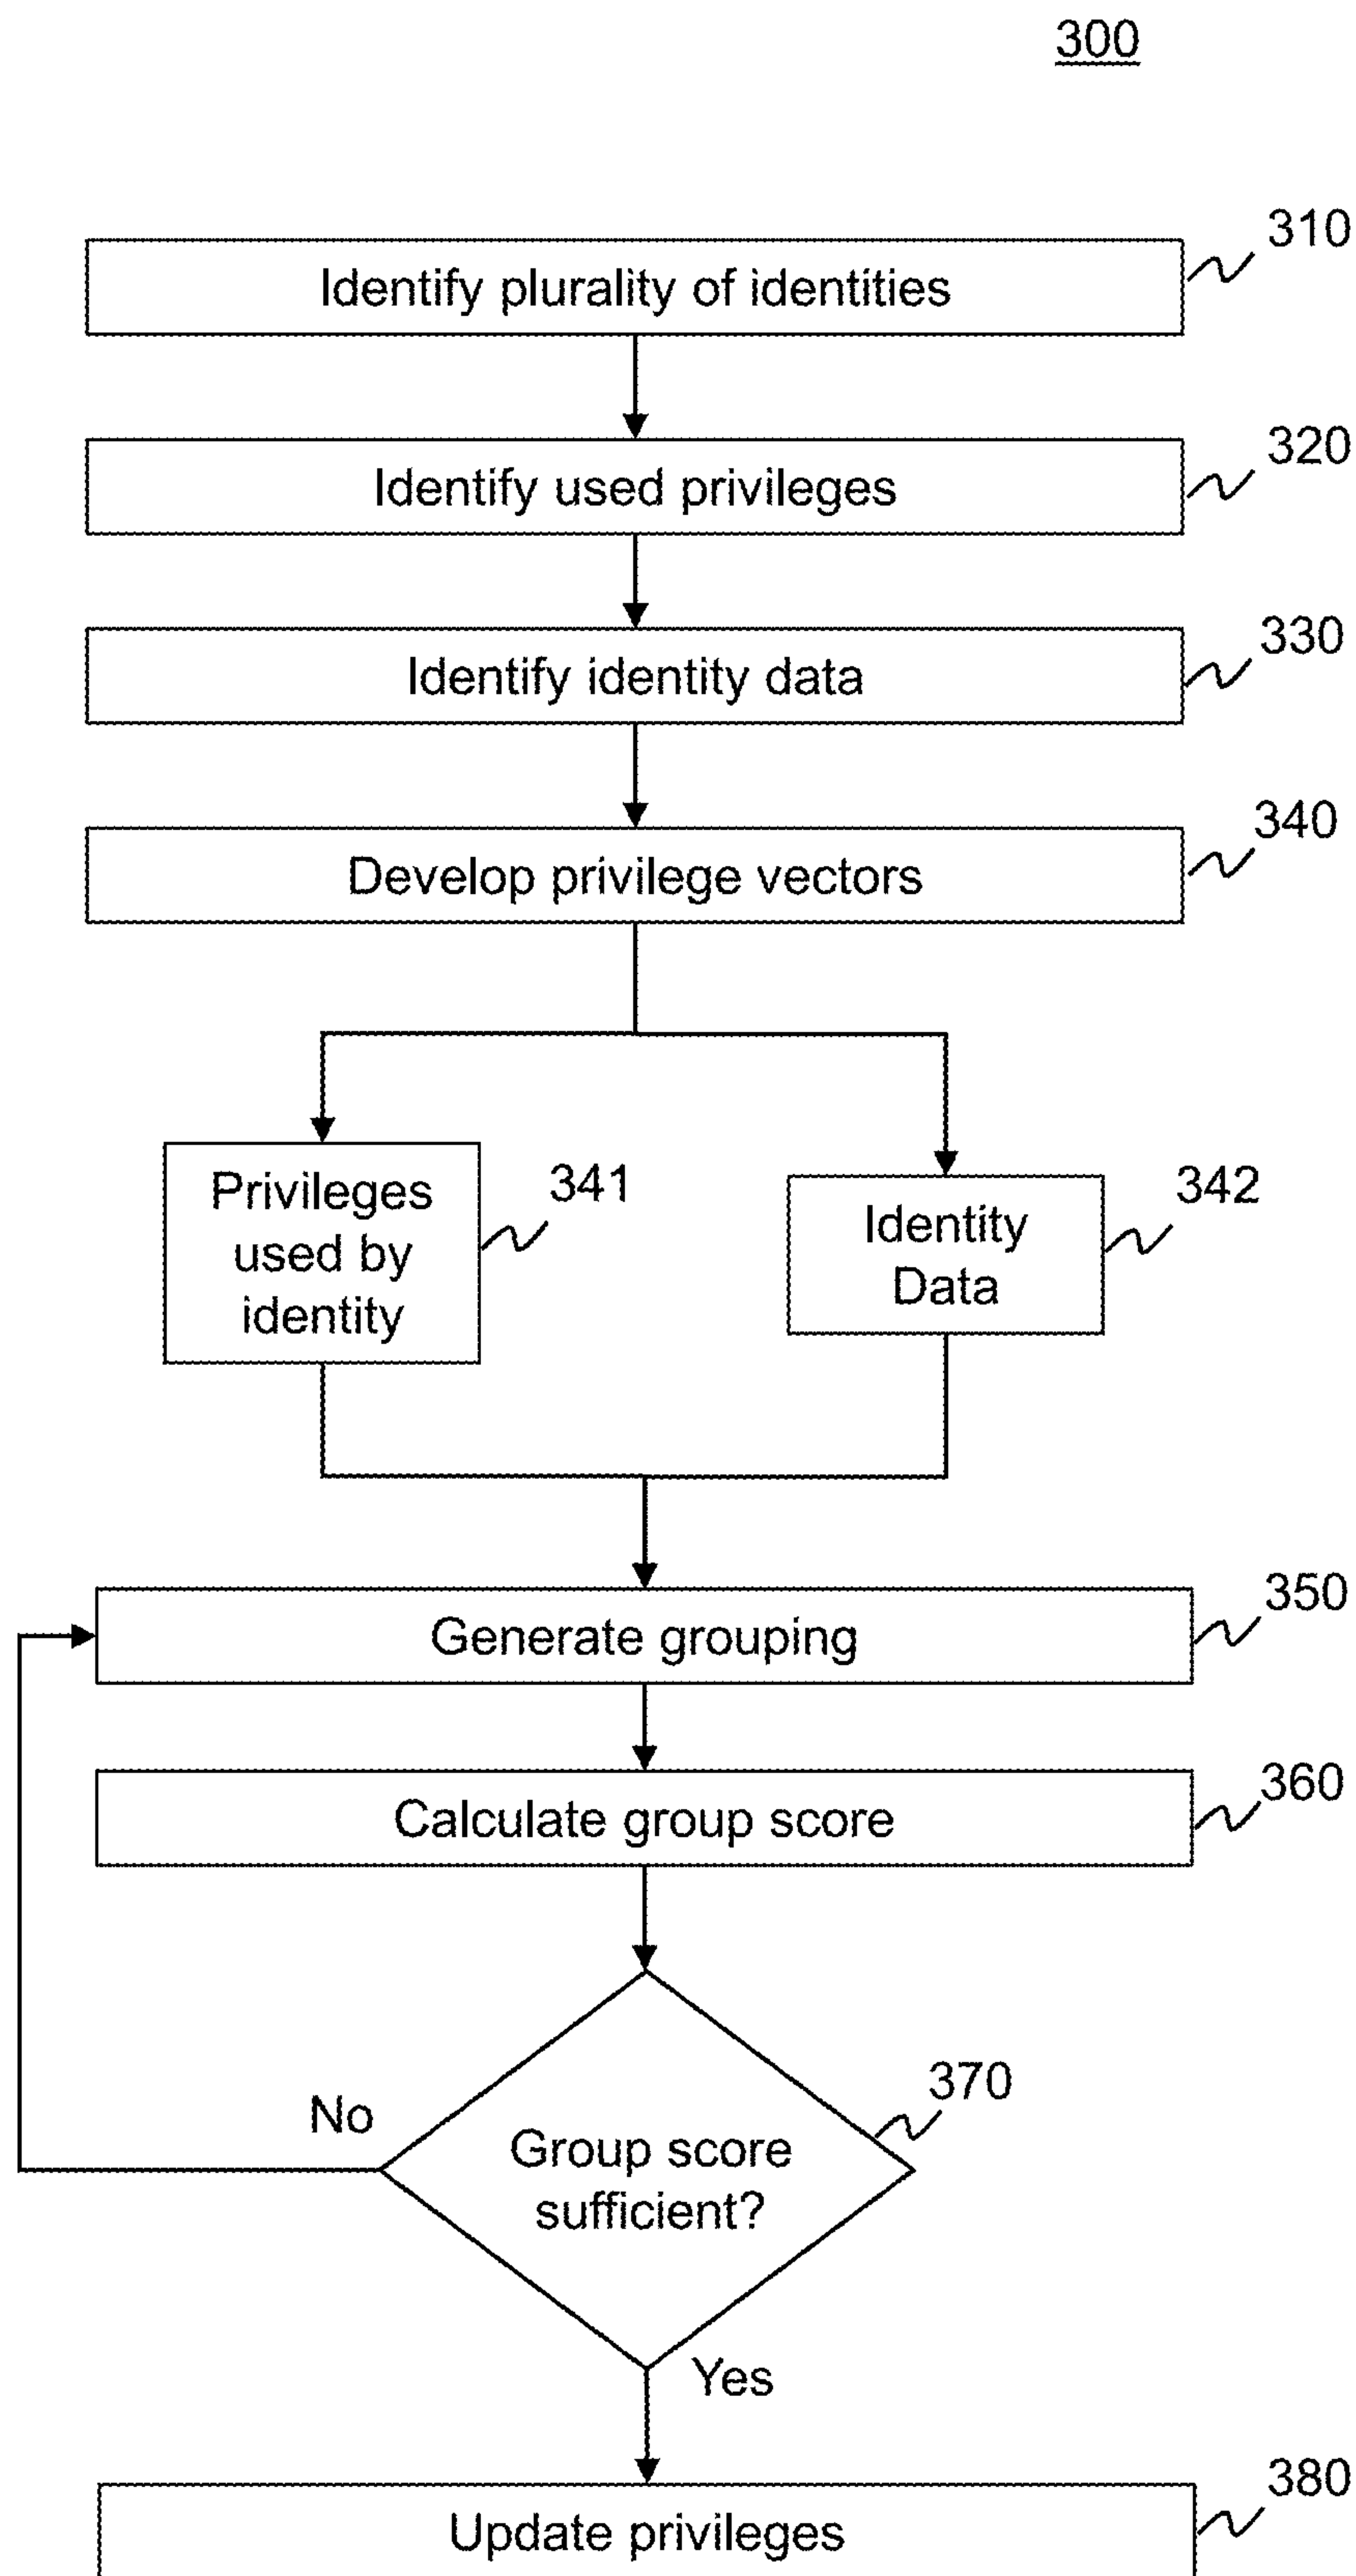 300
310
Identify plurality of identities
320
Identify used privileges
330
Identify identity data
340
Develop privilege vectors
341
Privileges
used by
identity
342
Identity
Data
350
Generate grouping
360
Calculate group score
370
No
Group score
sufficient?
Yes
380
Update privileges